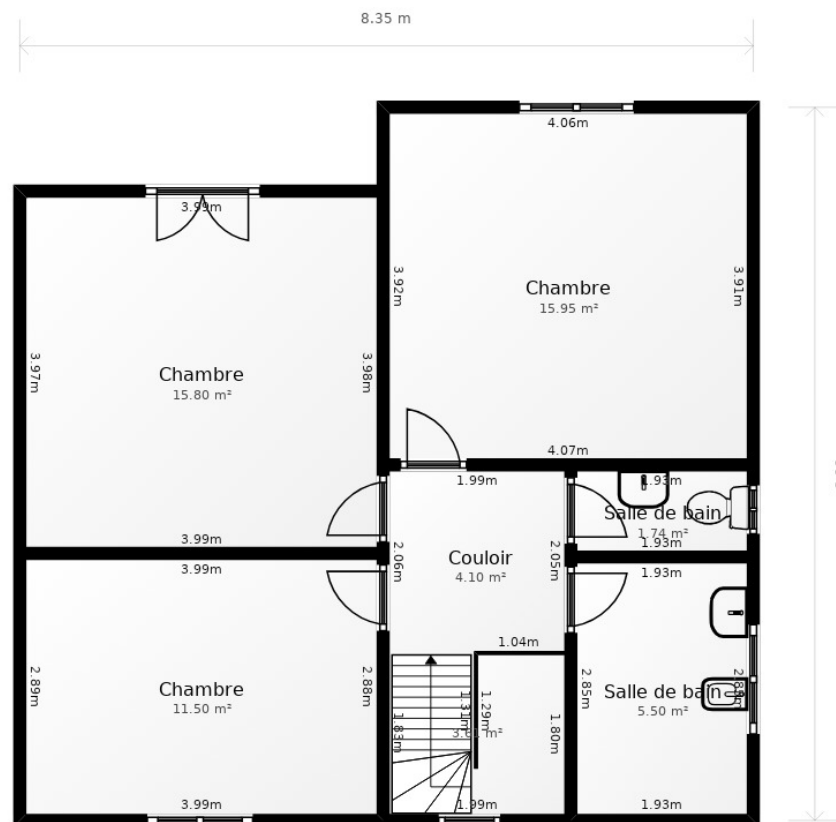 8.35 m
4.06m
3.99m
3.92m
Chambre
15.95 m²
3.91m
3.97m
Chambre
15.80 m²
3.98m
4.07m
1.99m
1.93m
Salle de bain
1.74 m²
1.93m
3.99m
3.99m
2.06m
Couloir
4.10 m²
2.05m
1.93m
1.04m
2.89m
Chambre
11.50 m²
2.88m
1.83m
1.31m
1.29m
m²
1.80m
2.85m
Salle de bain
5.50 m²
3.99m
1.99m
1.93m